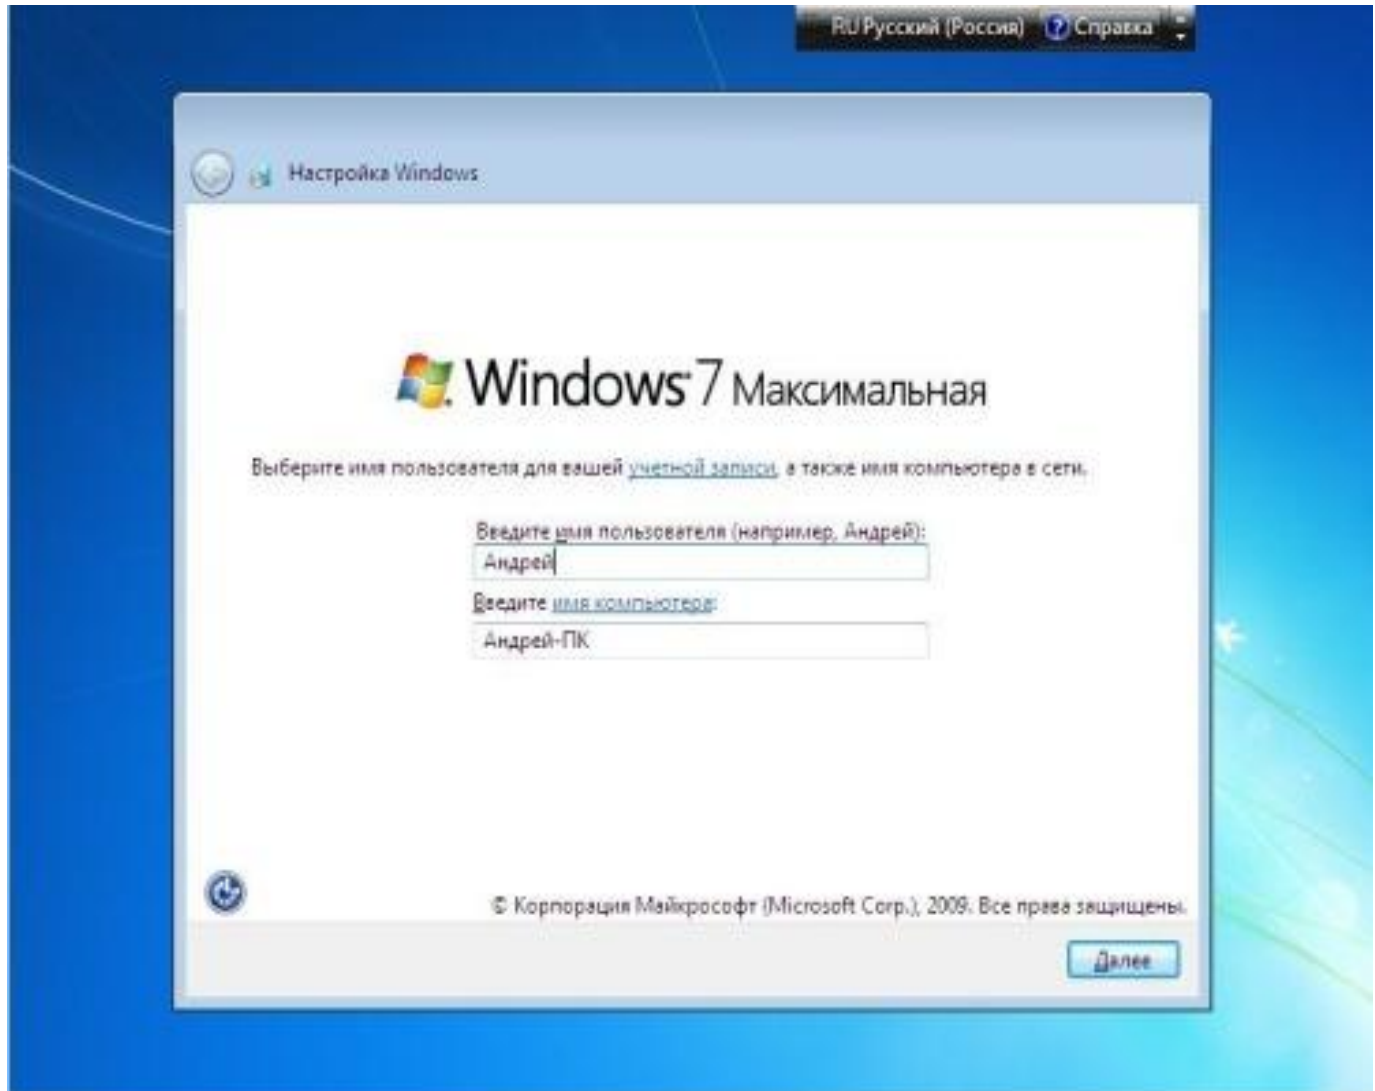 RU Русский (Россия) Справка
Настройка Windows
Windows 7 Максимальная
Выберите имя пользователя для вашей учетной записи, а также имя компьютера в сети.
Введите имя пользователя (например, Андрей):
Андрей
Введите имя компьютера:
Андрей-ПК
© Корпорация Майкрософт (Microsoft Corp.), 2009. Все права защищены.
Далее